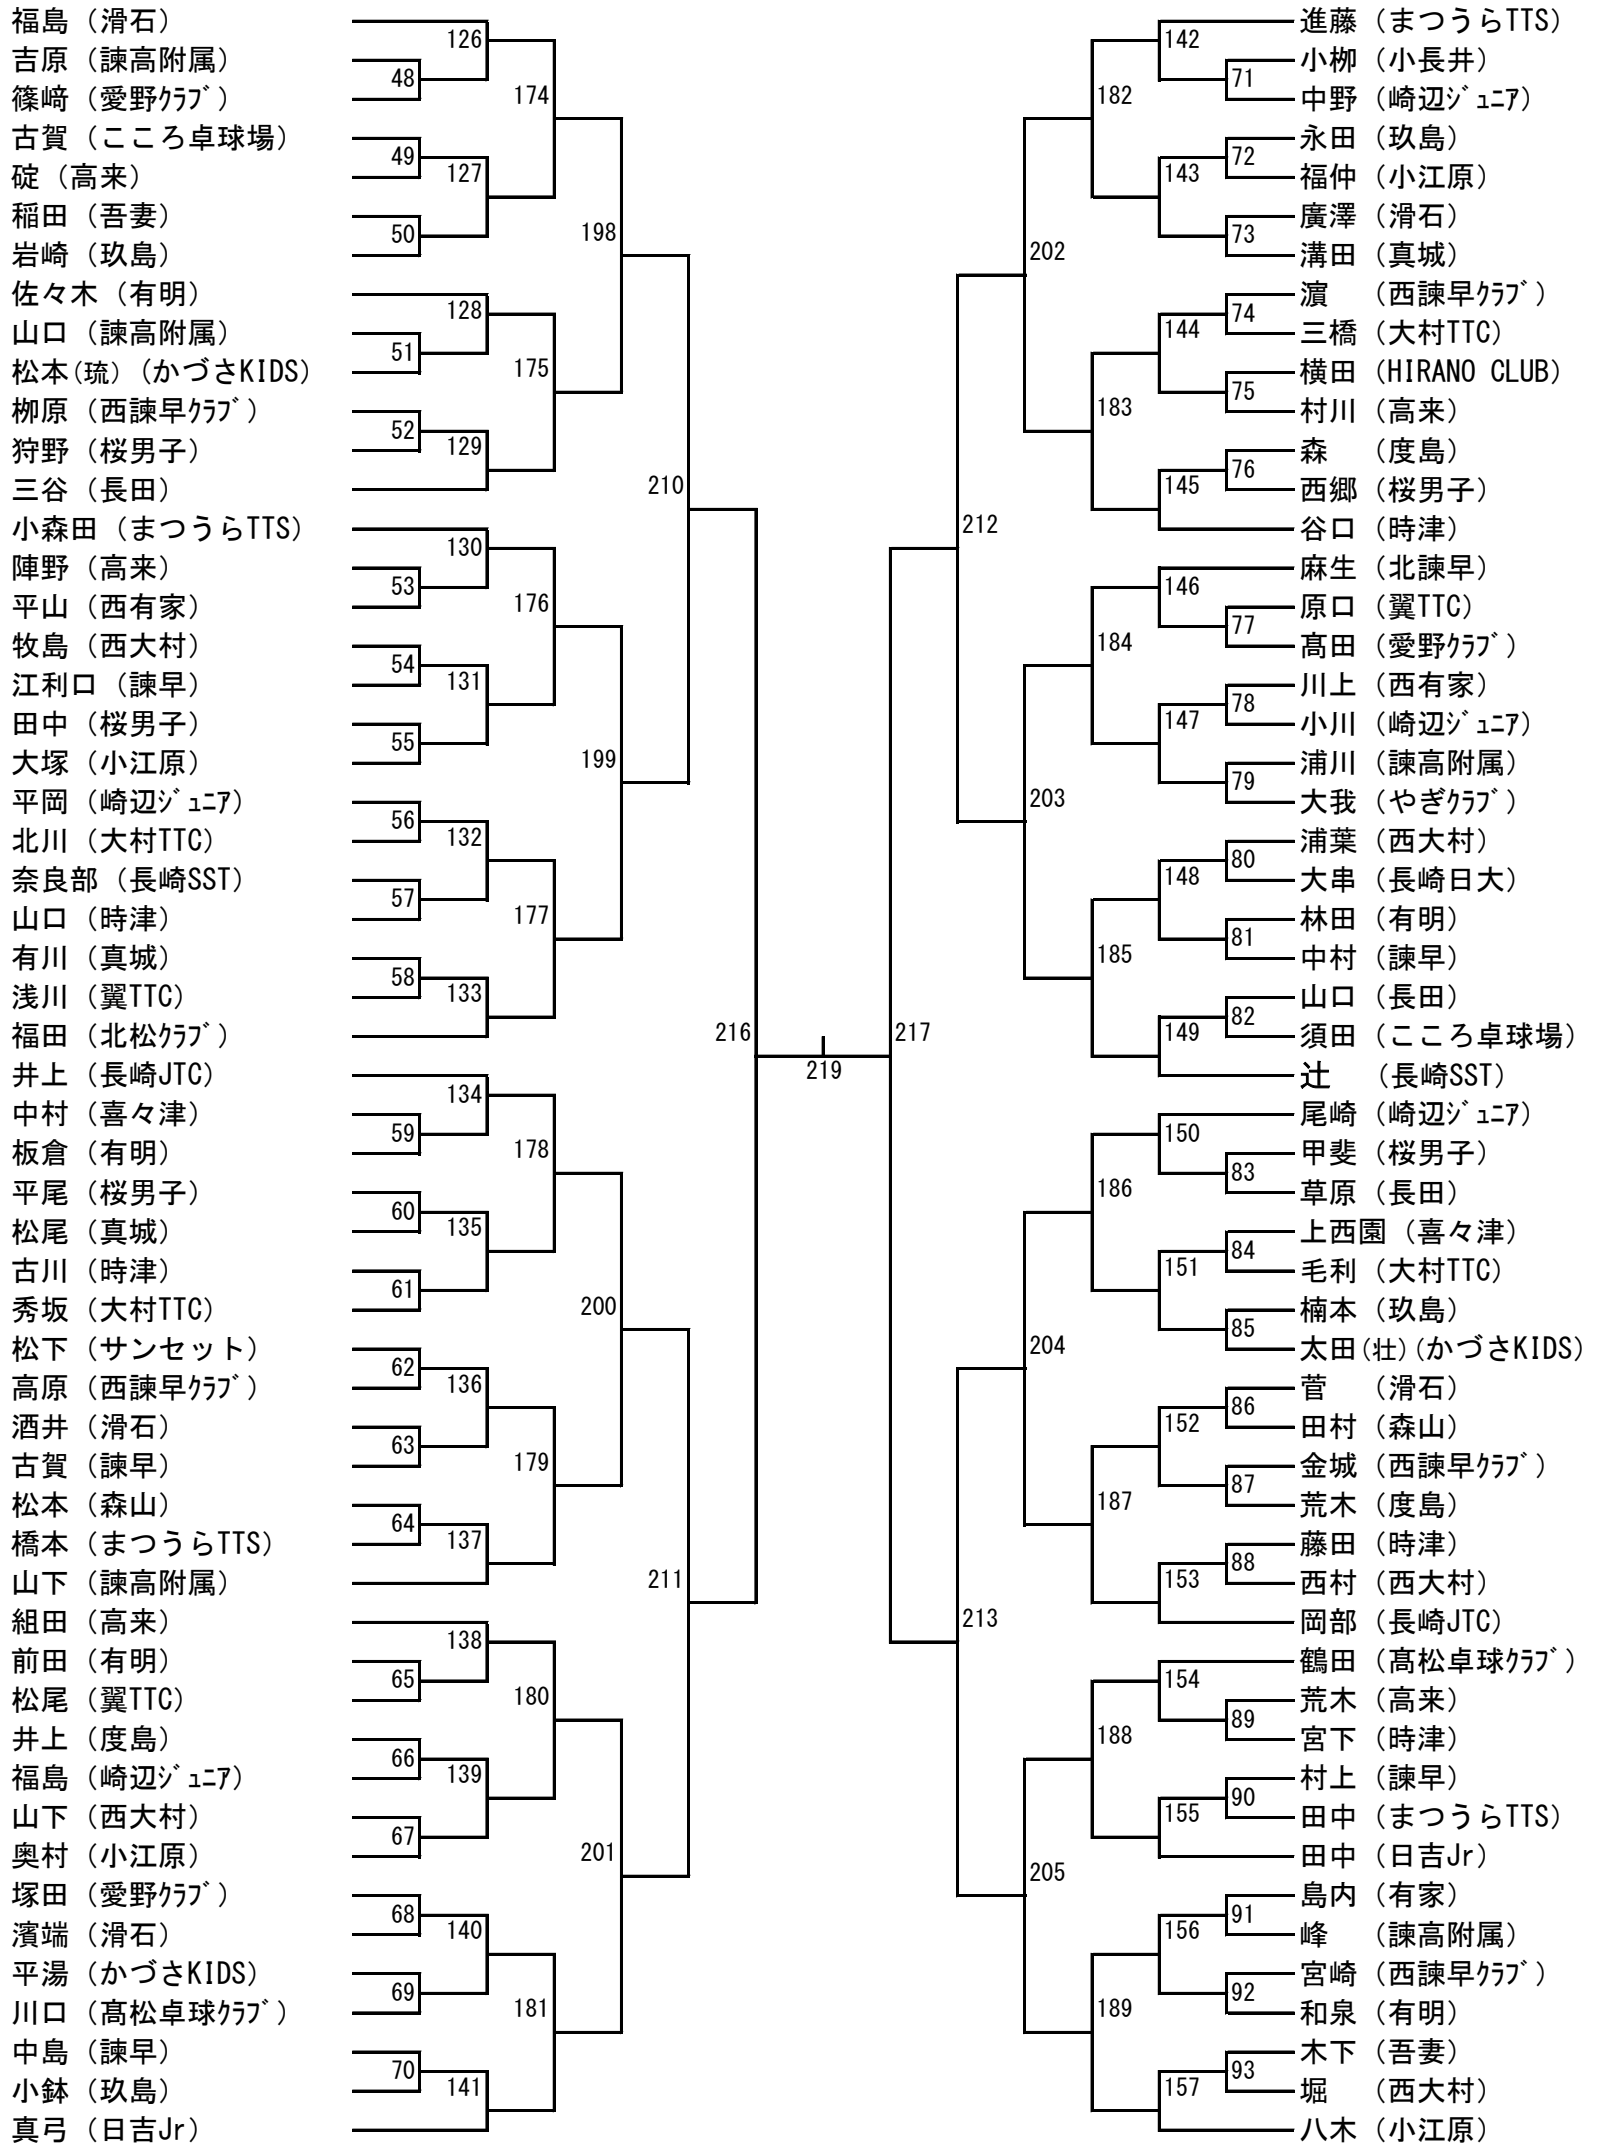 福島 (滑石)
吉原 (諫高附属)
篠﨑 (愛野ｸﾗﾌﾞ)
古賀 (こころ卓球場)
碇 (高来)
稲田 (吾妻)
岩崎 (玖島)
佐々木 (有明)
山口 (諫高附属)
松本(琉) (かづさKIDS)
栁原 (西諫早ｸﾗﾌﾞ)
狩野 (桜男子)
三谷 (長田)
小森田 (まつうらTTS)
陣野 (高来)
平山 (西有家)
牧島 (西大村)
江利口 (諫早)
田中 (桜男子)
大塚 (小江原)
平岡 (崎辺ｼﾞｭﾆｱ)
北川 (大村TTC)
奈良部 (長崎SST)
山口 (時津)
有川 (真城)
浅川 (翼TTC)
福田 (北松ｸﾗﾌﾞ)
井上 (長崎JTC)
中村 (喜々津)
板倉 (有明)
平尾 (桜男子)
松尾 (真城)
古川 (時津)
秀坂 (大村TTC)
松下 (サンセット)
高原 (西諫早ｸﾗﾌﾞ)
酒井 (滑石)
古賀 (諫早)
松本 (森山)
橋本 (まつうらTTS)
山下 (諫高附属)
組田 (高来)
前田 (有明)
松尾 (翼TTC)
井上 (度島)
福島 (崎辺ｼﾞｭﾆｱ)
山下 (西大村)
奥村 (小江原)
塚田 (愛野ｸﾗﾌﾞ)
濱端 (滑石)
平湯 (かづさKIDS)
川口 (髙松卓球ｸﾗﾌﾞ)
中島 (諫早)
小鉢 (玖島)
真弓 (日吉Jr)
48
49
50
51
52
53
54
55
56
57
58
59
60
61
62
63
64
65
66
67
68
69
70
126
127
128
129
130
131
132
133
134
135
136
137
138
139
140
141
174
175
176
177
178
179
180
181
198
199
200
201
210
211
216
219
217
212
213
202
203
204
205
182
183
184
185
186
187
188
189
142
143
144
145
146
147
148
149
150
151
152
153
154
155
156
157
71
72
73
74
75
76
77
78
79
80
81
82
83
84
85
86
87
88
89
90
91
92
93
進藤 (まつうらTTS)
小栁 (小長井)
中野 (崎辺ｼﾞｭﾆｱ)
永田 (玖島)
福仲 (小江原)
廣澤 (滑石)
溝田 (真城)
濵 (西諫早ｸﾗﾌﾞ)
三橋 (大村TTC)
横田 (HIRANO CLUB)
村川 (高来)
森 (度島)
西郷 (桜男子)
谷口 (時津)
麻生 (北諫早)
原口 (翼TTC)
髙田 (愛野ｸﾗﾌﾞ)
川上 (西有家)
小川 (崎辺ｼﾞｭﾆｱ)
浦川 (諫高附属)
大我 (やぎｸﾗﾌﾞ)
浦葉 (西大村)
大串 (長崎日大)
林田 (有明)
中村 (諫早)
山口 (長田)
須田 (こころ卓球場)
辻 (長崎SST)
尾崎 (崎辺ｼﾞｭﾆｱ)
甲斐 (桜男子)
草原 (長田)
上西園 (喜々津)
毛利 (大村TTC)
楠本 (玖島)
太田(壮)(かづさKIDS)
菅 (滑石)
田村 (森山)
金城 (西諫早ｸﾗﾌﾞ)
荒木 (度島)
藤田 (時津)
西村 (西大村)
岡部 (長崎JTC)
鶴田 (髙松卓球ｸﾗﾌﾞ)
荒木 (高来)
宮下 (時津)
村上 (諫早)
田中 (まつうらTTS)
田中 (日吉Jr)
島内 (有家)
峰 (諫高附属)
宮崎 (西諫早ｸﾗﾌﾞ)
和泉 (有明)
木下 (吾妻)
堀 (西大村)
八木 (小江原)